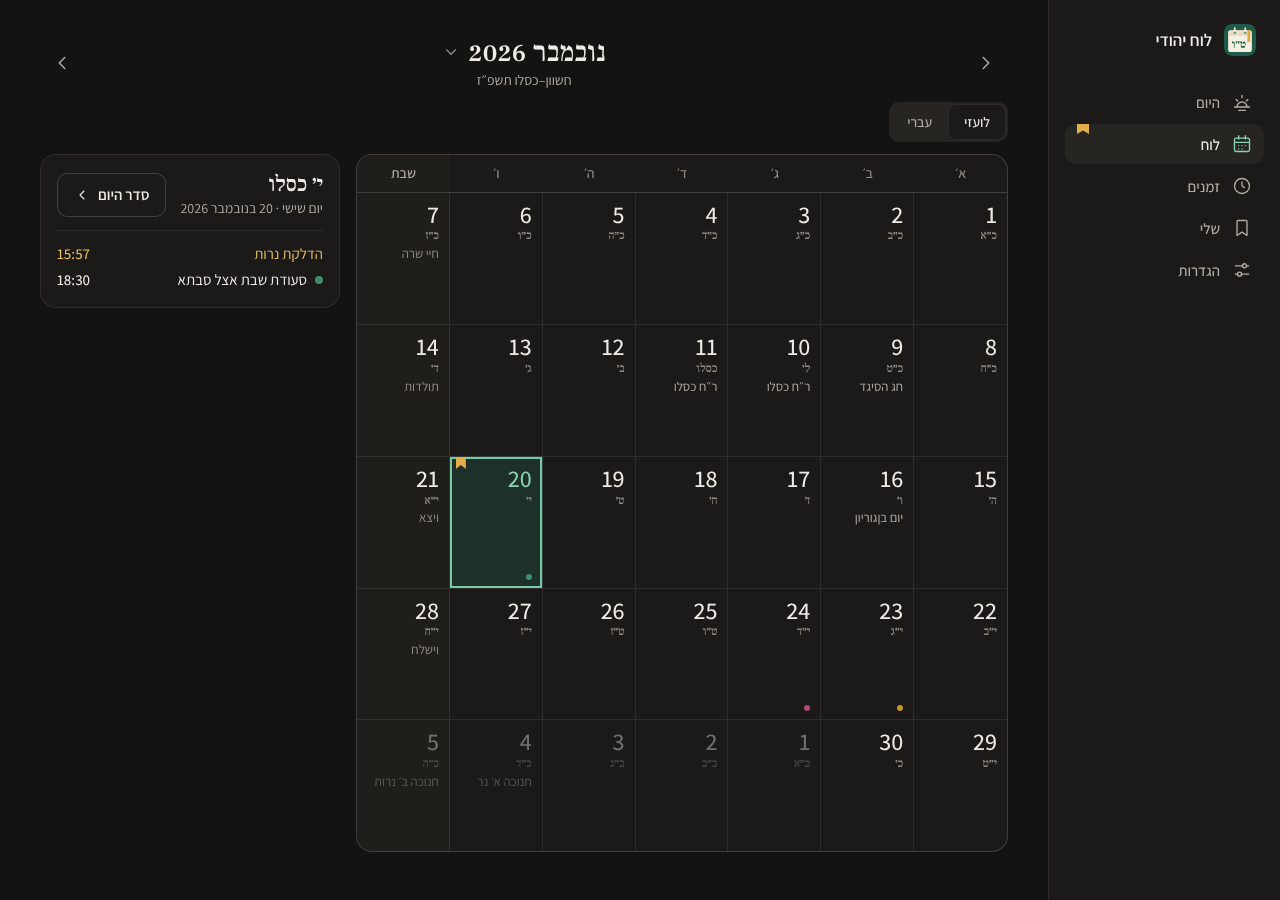 לוח יהודי
היום
לוח
זמנים
שלי
הגדרות
נובמבר 2026
חשוון–כסלו תשפ״ז
לועזי עברי
א׳ ב׳ ג׳ ד׳ ה׳ ו׳ שבת
1 2 3 4 5 6 7
כ״א כ״ב כ״ג כ״ד כ״ה כ״ו כ״ז
חיי שרה
8 9 10 11 12 13 14
כ״ח כ״ט ל׳ כסלו ב׳ ג׳ ד׳
חג הסיגד ר״ח כסלו ר״ח כסלו תולדות
15 16 17 18 19 20 21
ה׳ ו׳ ז׳ ח׳ ט׳ י׳ י״א
יום בן־גוריון ויצא
22 23 24 25 26 27 28
י״ב י״ג י״ד ט״ו ט״ז י״ז י״ח
וישלח
29 30 1 2 3 4 5
י״ט כ׳ כ״א כ״ב כ״ג כ״ד כ״ה
חנוכה א׳ נר חנוכה ב׳ נרות
י׳ כסלו
יום שישי · 20 בנובמבר 2026
סדר היום
הדלקת נרות 15:57
סעודת שבת אצל סבתא 18:30